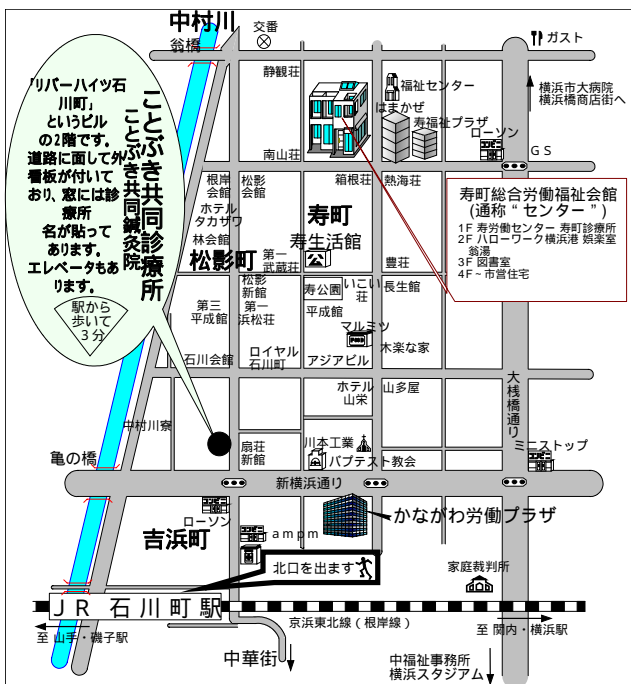 中村川
翁橋
交番
ガスト
静観荘
福祉センター
はまかぜ
寿福祉プラザ
ローソン
横浜市大病院
横浜橋商店街へ
ＧＳ
南山荘
ことぶき共同診療所
ことぶき共同鍼灸院
「リバーハイツ石
川町」
というビル
の２階です。
道路に面して外
看板が付いて
おり、窓には診
療所
名が貼って
あります。
エレベータもあ
ります。
駅から
歩いて
３分
根岸
会館
松影
会館
箱根荘
熱海荘
ホテル
タカザワ
寿町
林会館
寿生活館
松影町
第一
武蔵荘
豊荘
寿町総合労働福祉会館
(通称“センター”)
1F 寿労働センター 寿町診療所
2F ハローワーク横浜港 娯楽室
翁湯
3F 図書室
4F～市営住宅
松影
新館
寿公園
いこい
荘
長生館
第三
平成館
第一
浜松荘
平成館
マルミツ
FOOD
木楽な家
石川会館
ロイヤル
石川町
アジアビル
ホテル
山栄
山多屋
大桟橋通り
中村川寮
扇荘
新館
川本工業
バプテスト教会
ミニストップ
亀の橋
新横浜通り
ローソン
ａｍｐｍ
かながわ労働プラザ
吉浜町
北口を出ます
家庭裁判所
ＪＲ 石川町駅
京浜東北線（根岸線）
至 山手・磯子駅
至 関内・横浜駅
中華街
中福祉事務所
横浜スタジアム